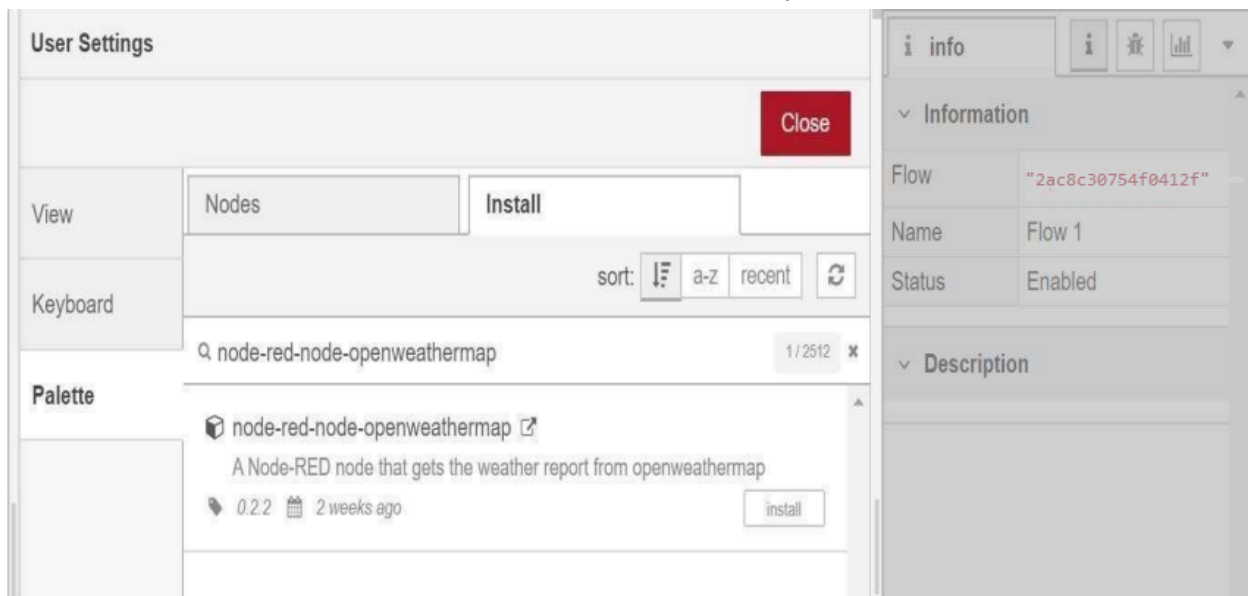 User Settings
Close
View
Keyboard
Palette
Nodes
Install
sort:
a-z
recent
node-red-node-openweathermap
1 / 2512
x
node-red-node-openweathermap
A Node-RED node that gets the weather report from openweathermap
0.2.2
2 weeks ago
install
i info
i
Information
Flow "2ac8c30754f0412f"
Name Flow 1
Status Enabled
Description